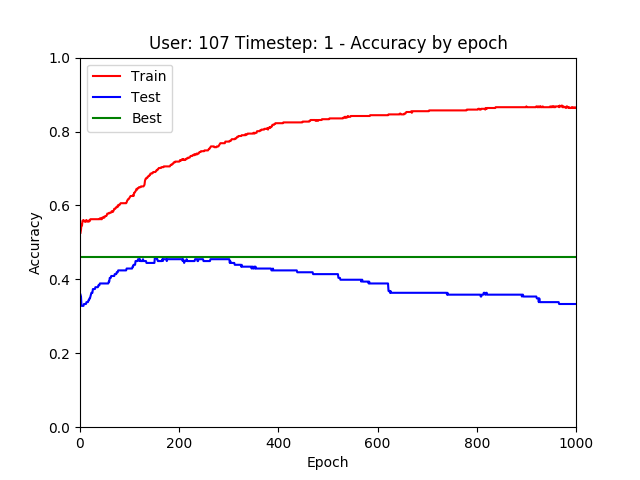 User: 107 Timestep: 1 - Accuracy by epoch
Train
Test
Best
Accuracy
1.0
0.8
0.6
0.4
0.2
0.0
0 200 400 600 800 1000
Epoch